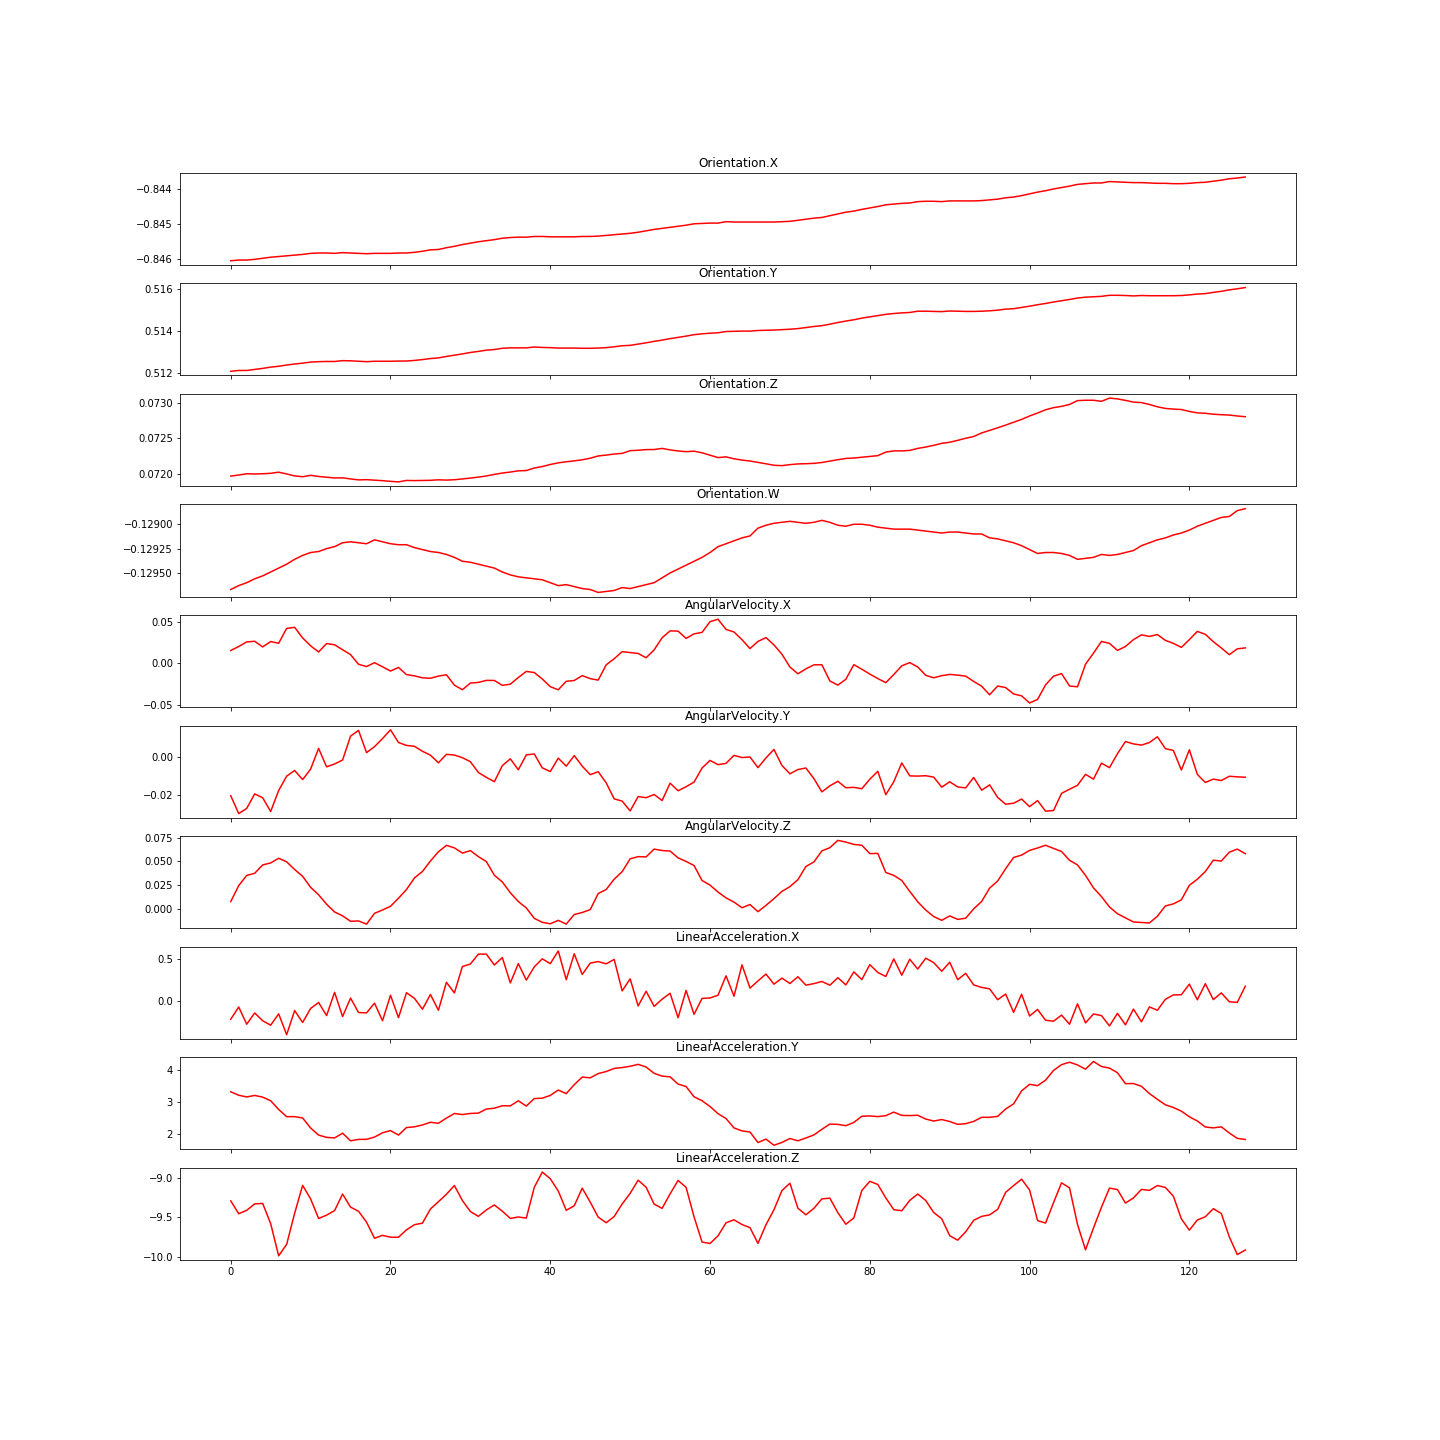 Orientation.X
−0.844
−0.845
−0.846
Orientation.Y
0.516
0.514
0.512
Orientation.Z
0.0730
0.0725
0.0720
Orientation.W
−0.12900
−0.12925
−0.12950
AngularVelocity.X
0.05
0.00
−0.05
AngularVelocity.Y
0.00
−0.02
AngularVelocity.Z
0.075
0.050
0.025
0.000
LinearAcceleration.X
0.5
0.0
LinearAcceleration.Y
4
3
2
LinearAcceleration.Z
−9.0
−9.5
−10.0
0 20 40 60 80 100 120